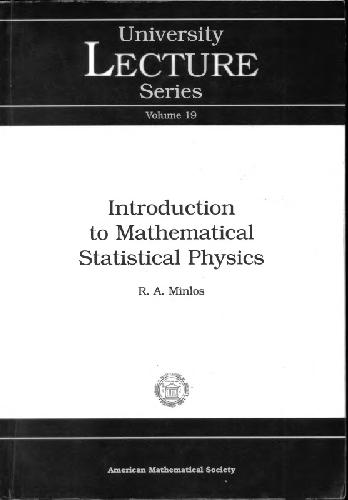 University
LECTURE
Series
Volume 19
Introduction
to Mathematical
Statistical Physics
R. A. Minlos
American Mathematical Society